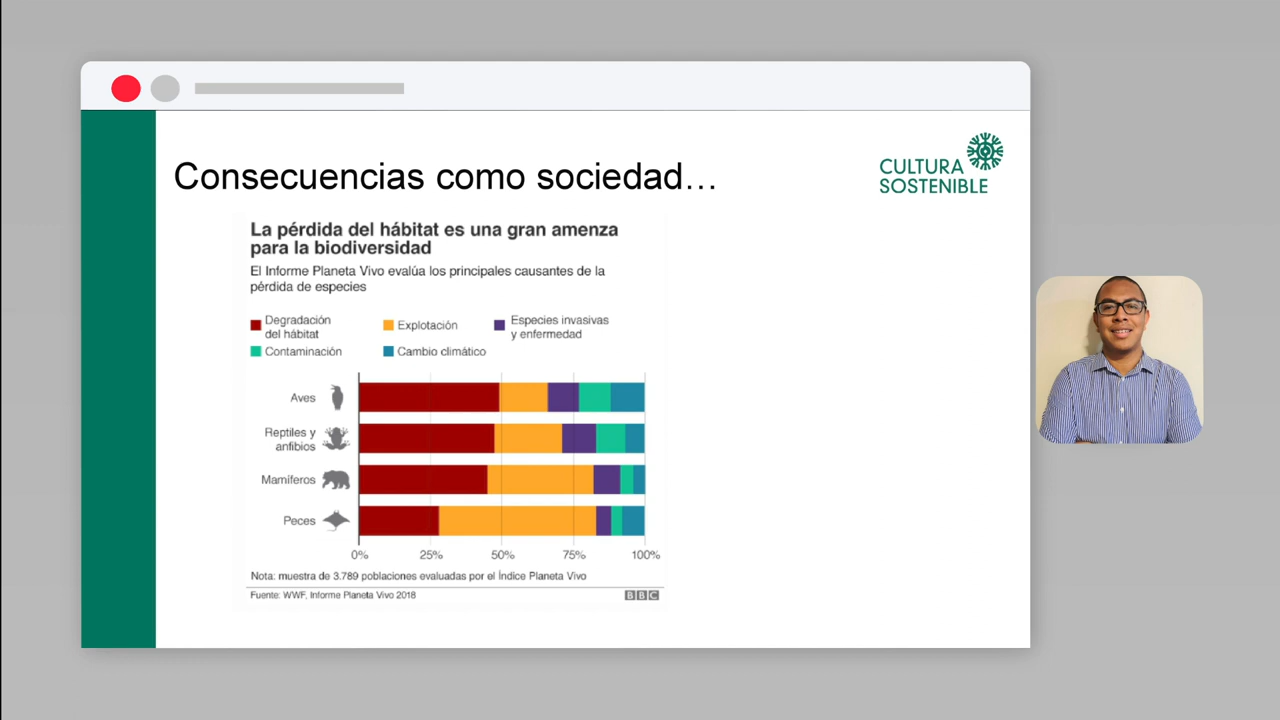 Consecuencias como sociedad…
CULTURA
SOSTENIBLE
La pérdida del hábitat es una gran amenza
para la biodiversidad
El Informe Planeta Vivo evalúa los principales causantes de la
pérdida de especies
Degradación
del hábitat
Explotación
Especies invasivas
y enfermedad
Contaminación
Cambio climático
Aves
Reptiles y
anfibios
Mamíferos
Peces
0% 25% 50% 75% 100%
Nota: muestra de 3.789 poblaciones evaluadas por el Índice Planeta Vivo
Fuente: WWF, Informe Planeta Vivo 2018
BBC